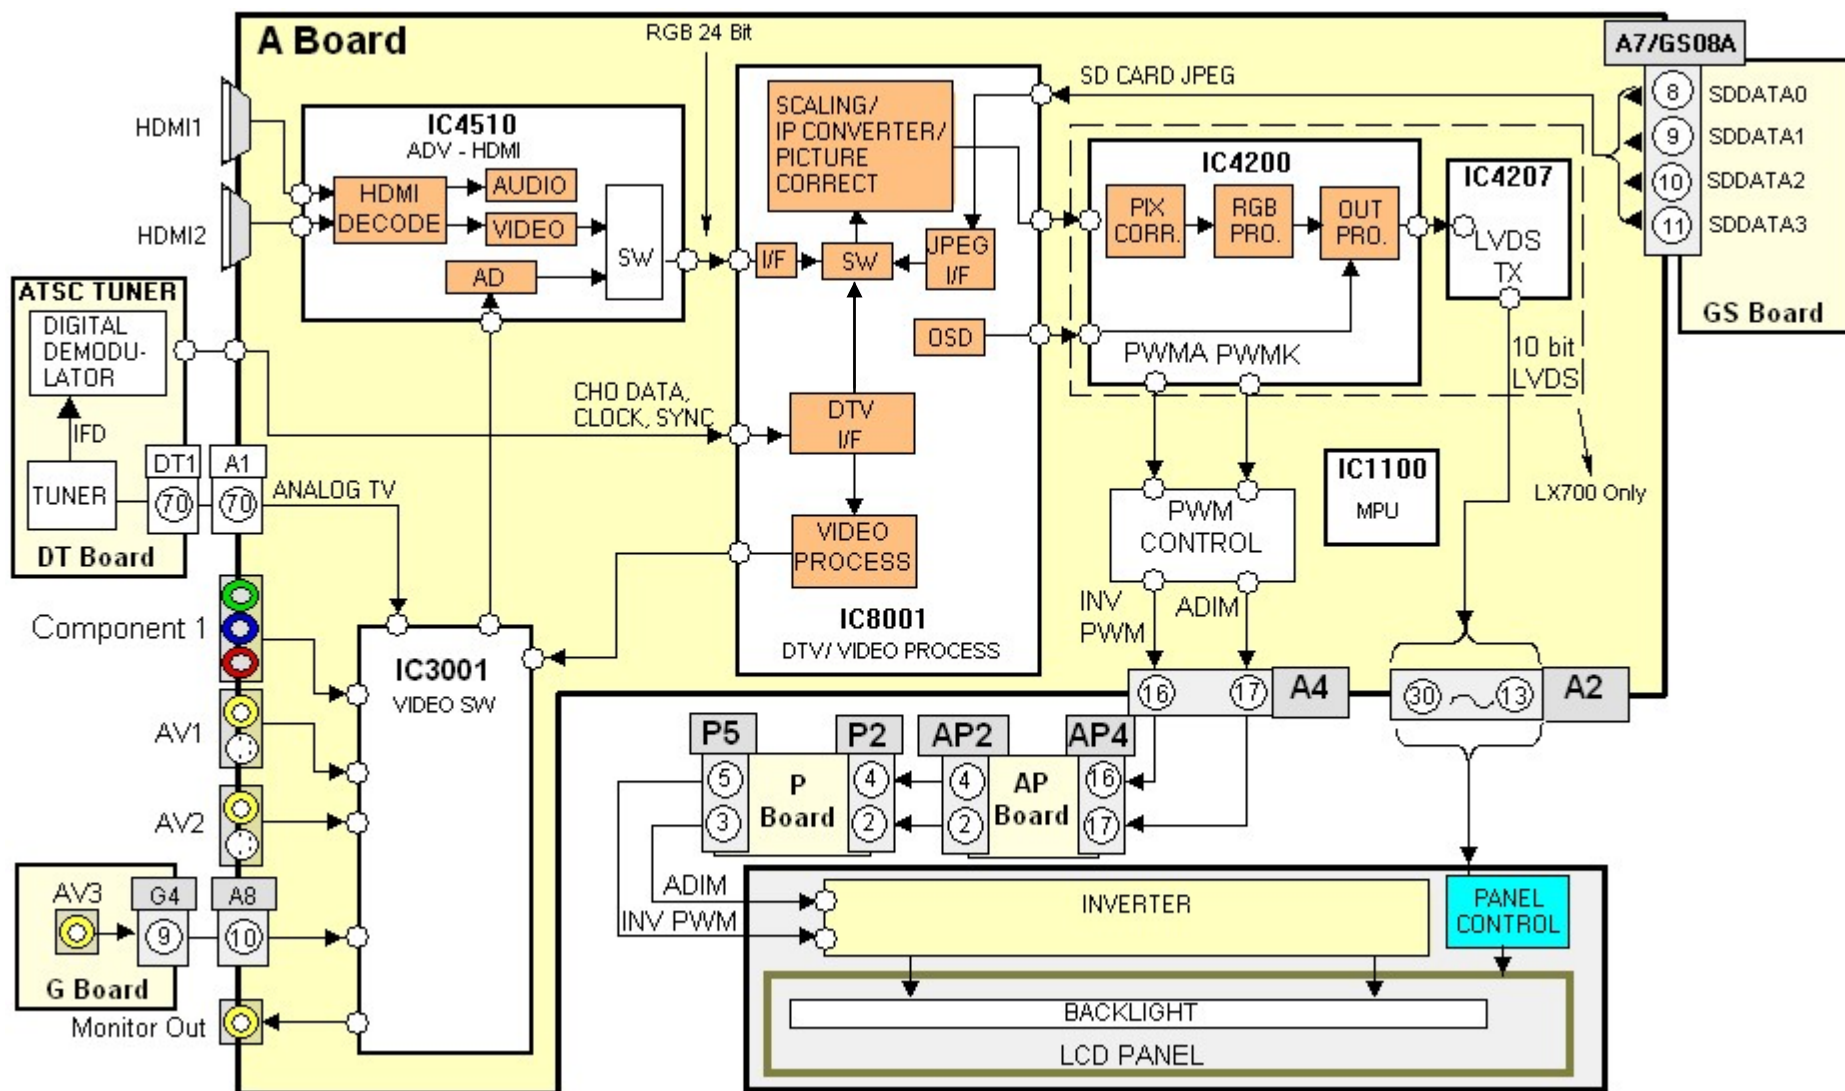 A Board
RGB 24 Bit
A7/GS08A
HDMI1
HDMI2
IC4510
ADV - HDMI
HDMI
DECODE
AUDIO
VIDEO
AD
SW
SCALING/
IP CONVERTER/
PICTURE
CORRECT
I/F
SW
JPEG
I/F
OSD
DTV
I/F
VIDEO
PROCESS
IC8001
DTV/ VIDEO PROCESS
SD CARD JPEG
8
SDDATA0
9
SDDATA1
10
SDDATA2
11
SDDATA3
GS Board
IC4200
PIX
CORR.
RGB
PRO.
OUT
PRO.
PWMA PWMK
IC4207
LVDS
TX
10 bit
LVDS
LX700 Only
IC1100
MPU
PWM
CONTROL
INV
PWM
ADIM
16
17
A4
30
13
A2
ATSC TUNER
DIGITAL
DEMODU-
LATOR
IFD
TUNER
DT1
70
A1
70
DT Board
ANALOG TV
CHO DATA,
CLOCK, SYNC
Component 1
AV1
AV2
AV3
G4
9
A8
10
G Board
Monitor Out
IC3001
VIDEO SW
P5
5
3
P
Board
P2
4
2
AP2
4
2
AP
Board
AP4
16
17
ADIM
INV PWM
INVERTER
PANEL
CONTROL
BACKLIGHT
LCD PANEL